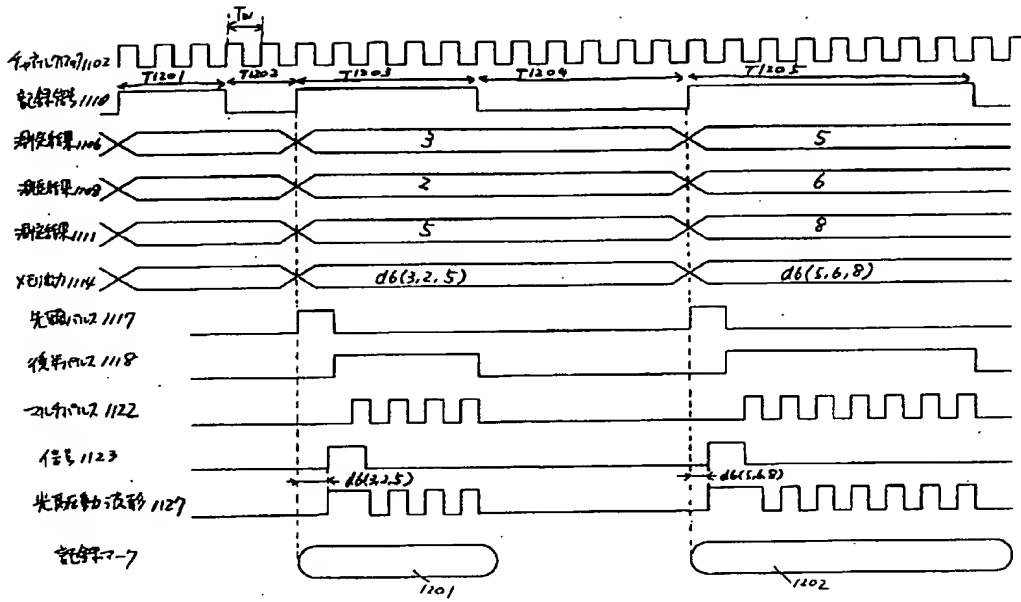 Tw
チャネルクロック1102
T1201 T1202 T1203 T1204 T1205
記録信号1110
測定結果1106 3 5
測定結果1108 2 6
測定結果1111 5 8
メモリ出力1114 d6(3,2,5) d6(5,6,8)
先頭パルス1117
後半パルス1118
マルチパルス1122
信号1123
d6(3,2,5) d6(5,6,8)
光駆動波形1127
記録マーク
1201 1202